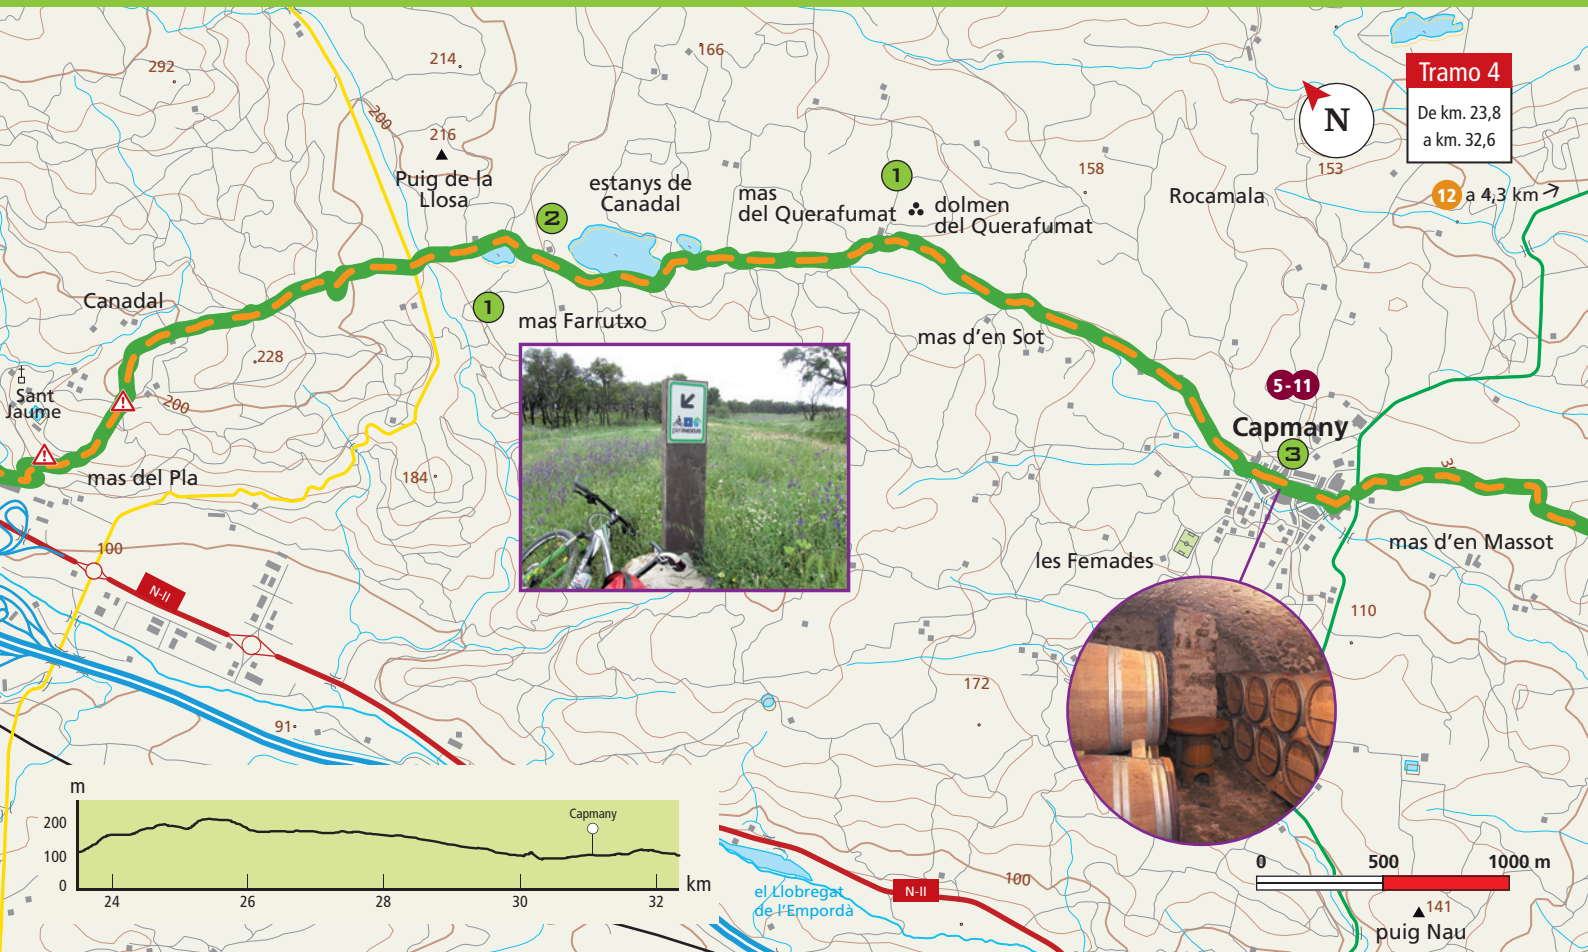 292
214
166
200
216
Puig de la
Llosa
estanys de
Canadal
mas
del Querafumat
1
dolmen
del Querafumat
158
Rocamala
N
Tramo 4
De km. 23,8
a km. 32,6
153
12 a 4,3 km
2
Canadal
1
mas Farrutxo
mas d'en Sot
228
Sant
Jaume
200
mas del Pla
184
5-11
Capmany
3
100
N-II
les Femades
mas d'en Massot
110
172
91
m
200
100
0
Capmany
24
26
28
30
32
km
el Llobregat
de l'Empordà
N-II
100
0
500
1000 m
141
puig Nau